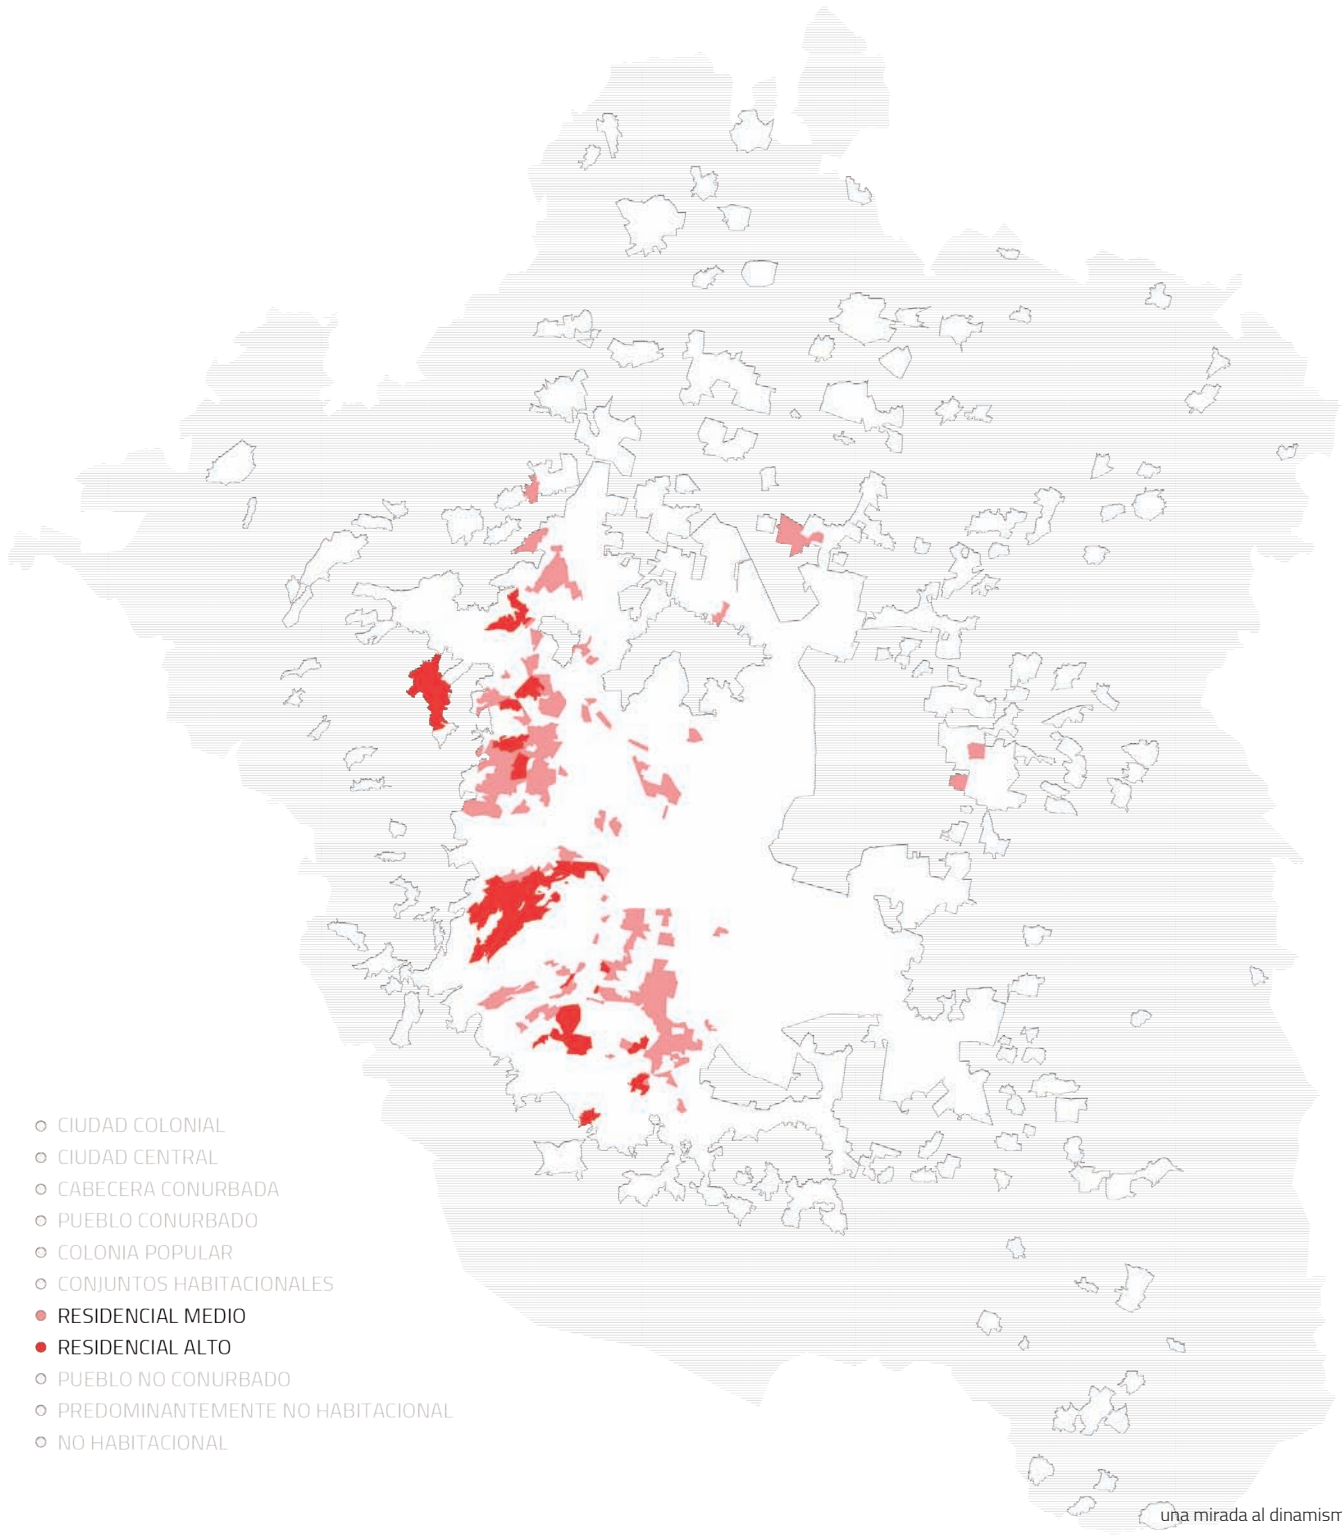 CIUDAD COLONIAL
CIUDAD CENTRAL
CABECERA CONURBADA
PUEBLO CONURBADO
COLONIA POPULAR
CONJUNTOS HABITACIONALES
RESIDENCIAL MEDIO
RESIDENCIAL ALTO
PUEBLO NO CONURBADO
PREDOMINANTEMENTE NO HABITACIONAL
NO HABITACIONAL
una mirada al